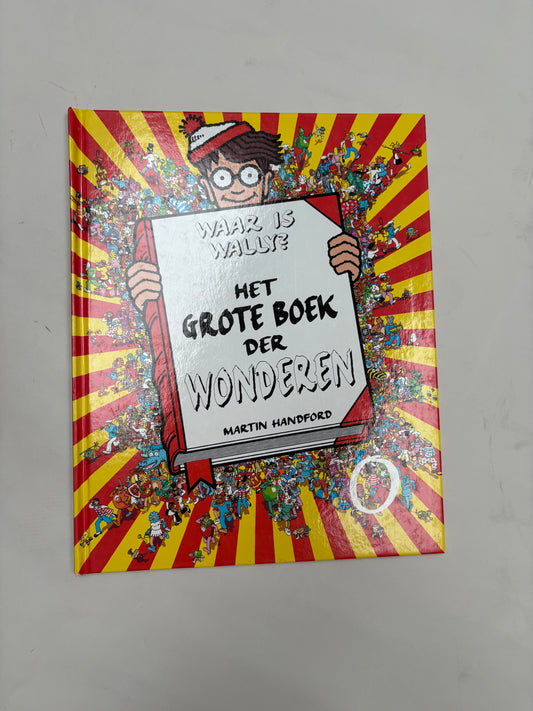 WAAR IS
WALLY?
HET
GROTE BOEK
DER
WONDEREN
MARTIN HANDFORD